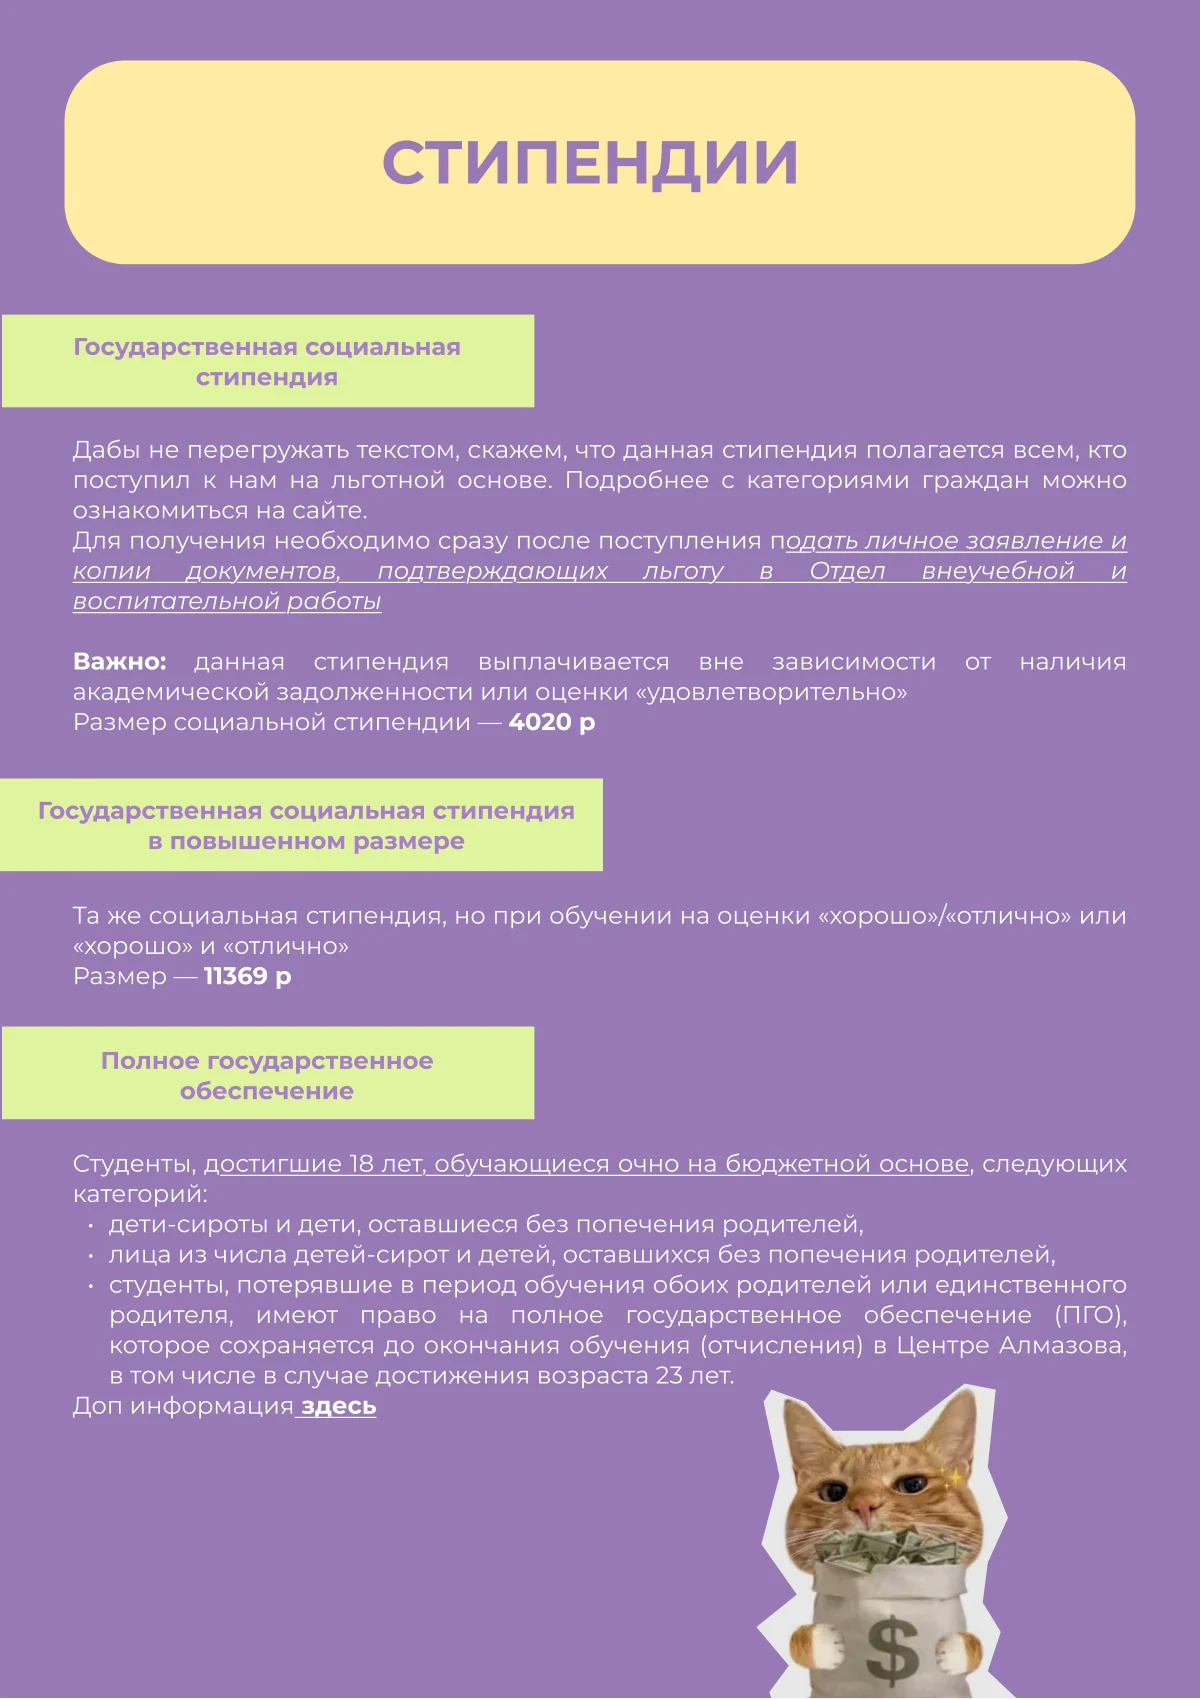 СТИПЕНДИИ
Государственная социальная
стипендия
Дабы не перегружать текстом, скажем, что данная стипендия полагается всем, кто
поступил к нам на льготной основе. Подробнее с категориями граждан можно
ознакомиться на сайте.
Для получения необходимо сразу после поступления подать личное заявление и
копии документов, подтверждающих льготу в Отдел внеучебной и
воспитательной работы
Важно: данная стипендия выплачивается вне зависимости от наличия
академической задолженности или оценки «удовлетворительно»
Размер социальной стипендии — 4020 р
Государственная социальная стипендия
в повышенном размере
Та же социальная стипендия, но при обучении на оценки «хорошо»/«отлично» или
«хорошо» и «отлично»
Размер — 11369 р
Полное государственное
обеспечение
Студенты, достигшие 18 лет, обучающиеся очно на бюджетной основе, следующих
категорий:
• дети-сироты и дети, оставшиеся без попечения родителей,
• лица из числа детей-сирот и детей, оставшихся без попечения родителей,
• студенты, потерявшие в период обучения обоих родителей или единственного
родителя, имеют право на полное государственное обеспечение (ПГО),
которое сохраняется до окончания обучения (отчисления) в Центре Алмазова,
в том числе в случае достижения возраста 23 лет.
Доп информация здесь
$